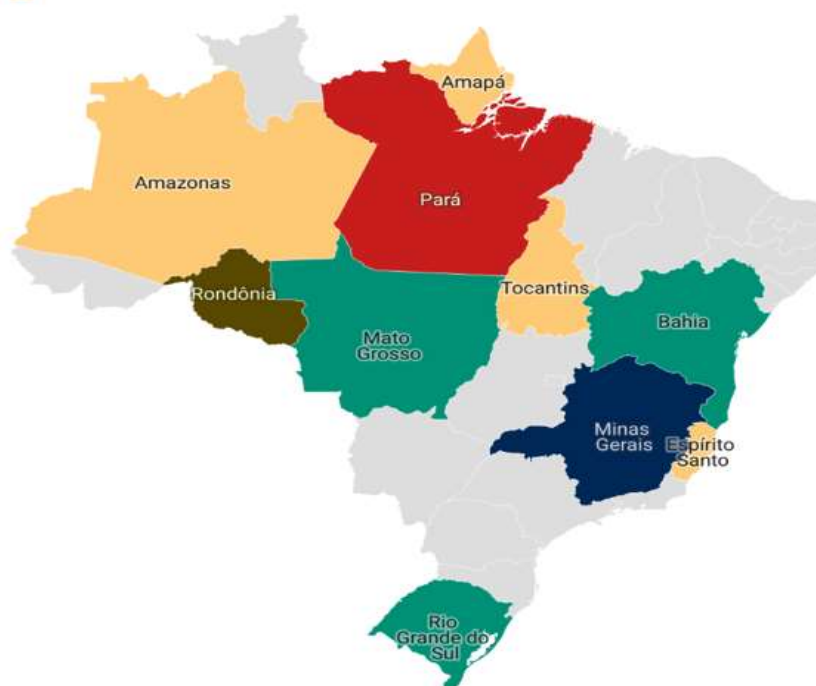 Amapá
Amazonas
Pará
Rondônia
Tocantins
Mato
Grosso
Bahia
Minas
Gerais
Espírito
Santo
Rio
Grande do
Sul